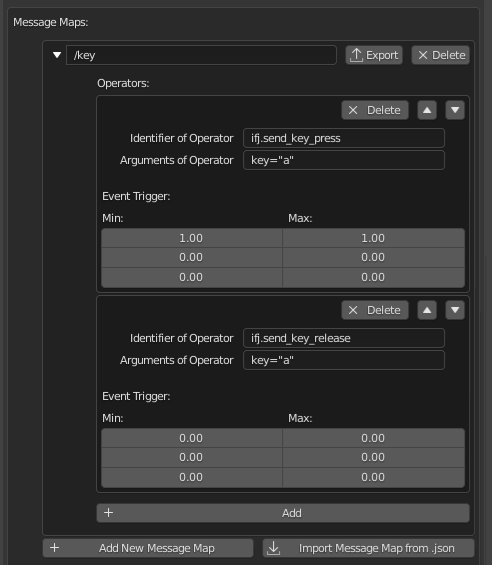 Message Maps:
/key Export Delete
Operators:
Delete
Identifier of Operator ifj.send_key_press
Arguments of Operator key="a"
Event Trigger:
Min: Max:
1.00 1.00
0.00 0.00
0.00 0.00
Delete
Identifier of Operator ifj.send_key_release
Arguments of Operator key="a"
Event Trigger:
Min: Max:
0.00 0.00
0.00 0.00
0.00 0.00
Add
Add New Message Map Import Message Map from .json